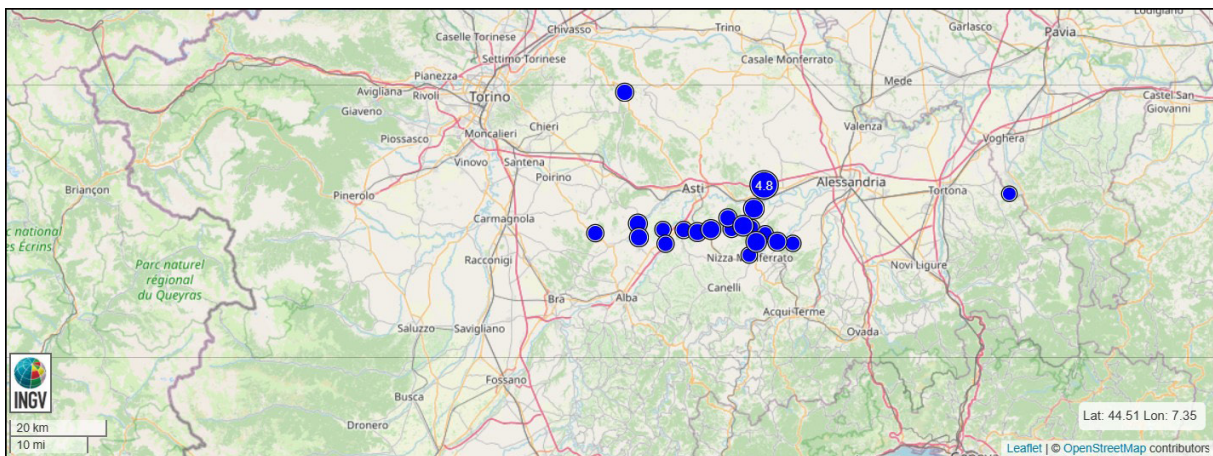 Lodigiano
Garlasco
Pavia
Chivasso
Trino
Caselle Torinese
Settimo Torinese
Casale Monferrato
Pianezza
Mede
Avigliana
Rivoli
Castel San
Giovanni
Torino
Giaveno
Valenza
Voghera
Piossasco
Moncalieri
Chieri
Vinovo
Santena
Poirino
Asti
4.8
Alessandria
Tortona
Briançon
Pinerolo
Carmagnola
c national
es Écrins
Racconigi
Nizza Monferrato
Novi Ligure
Parc naturel
régional
du Queyras
Canelli
Bra
Alba
Acqui Terme
Saluzzo
Savigliano
Ovada
Fossano
Busca
INGV
Dronero
20 km
10 mi
Lat: 44.51 Lon: 7.35
Leaflet | © OpenStreetMap contributors